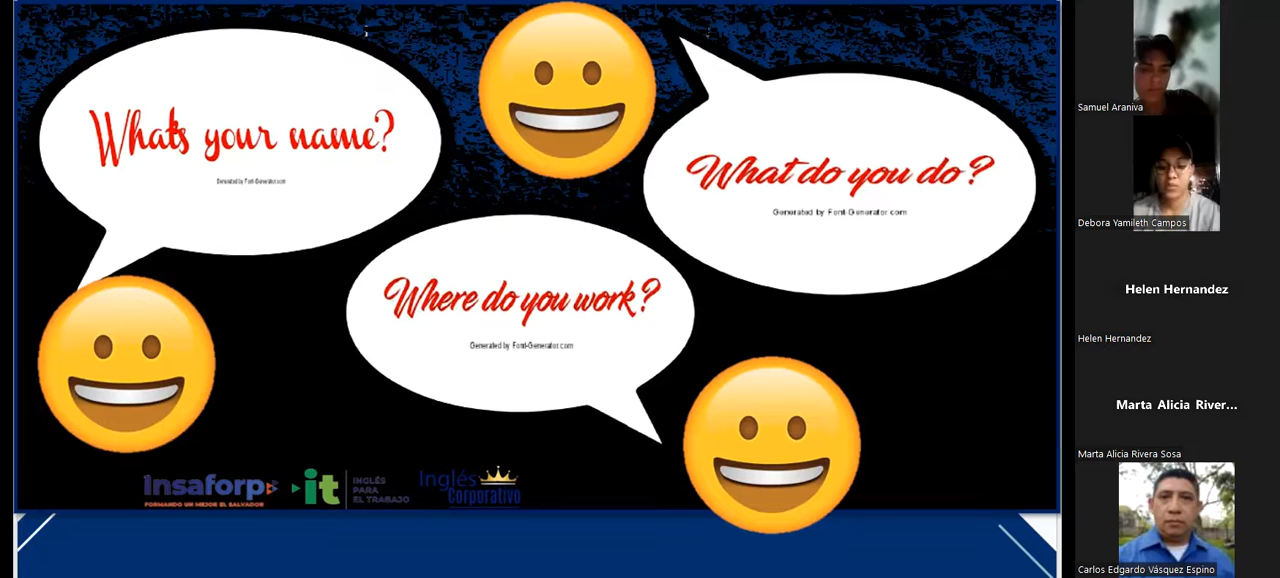 What's your name?
Generated by Font-Generator.com
What do you do?
Generated by Font-Generator.com
Where do you work?
Generated by Font-Generator.com
Insaforp
FORMANDO UN MEJOR EL SALVADOR
it
INGLÉS
PARA
EL TRABAJO
Inglés
Corporativo
Samuel Araniva
Debora Yamileth Campos
Helen Hernandez
Helen Hernandez
Marta Alicia River...
Marta Alicia Rivera Sosa
Carlos Edgardo Vásquez Espino